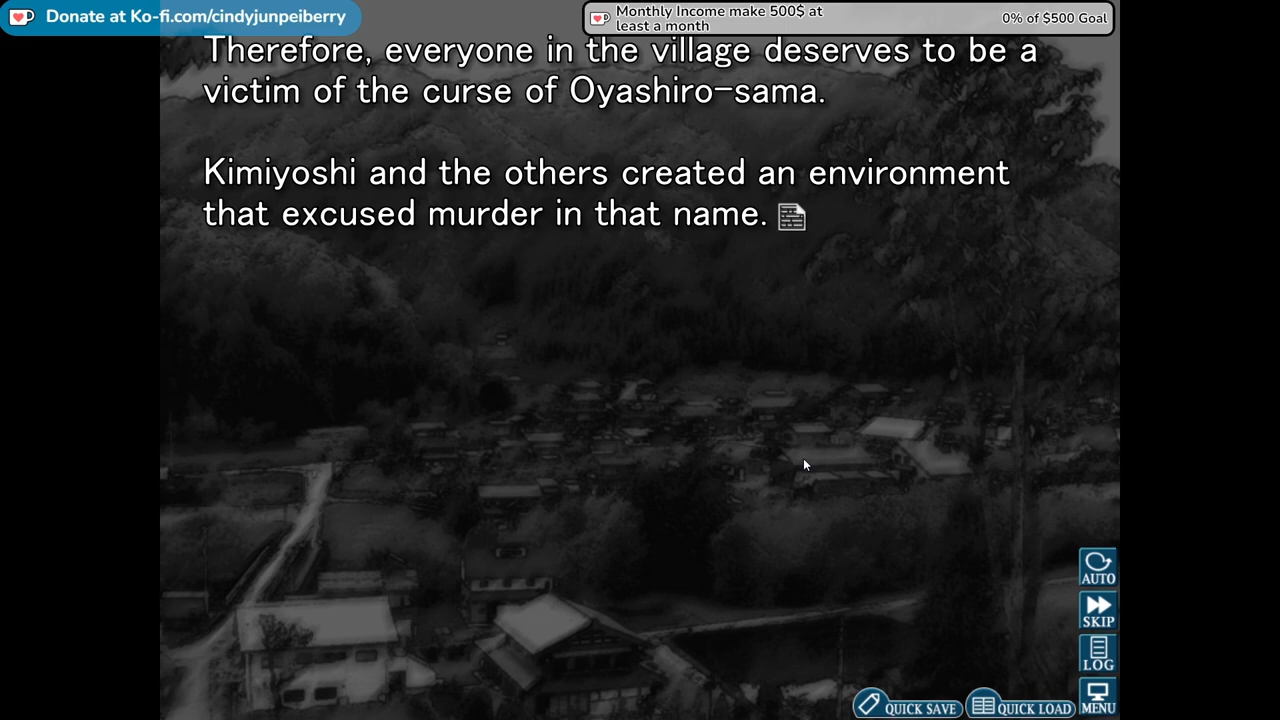 Donate at Ko-fi.com/cindyjunpeiberry
Monthly Income make 500$ at
least a month
0% of $500 Goal
Therefore, everyone in the village deserves to be a
victim of the curse of Oyashiro-sama.
Kimiyoshi and the others created an environment
that excused murder in that name.
AUTO
SKIP
LOG
MENU
QUICK SAVE
QUICK LOAD